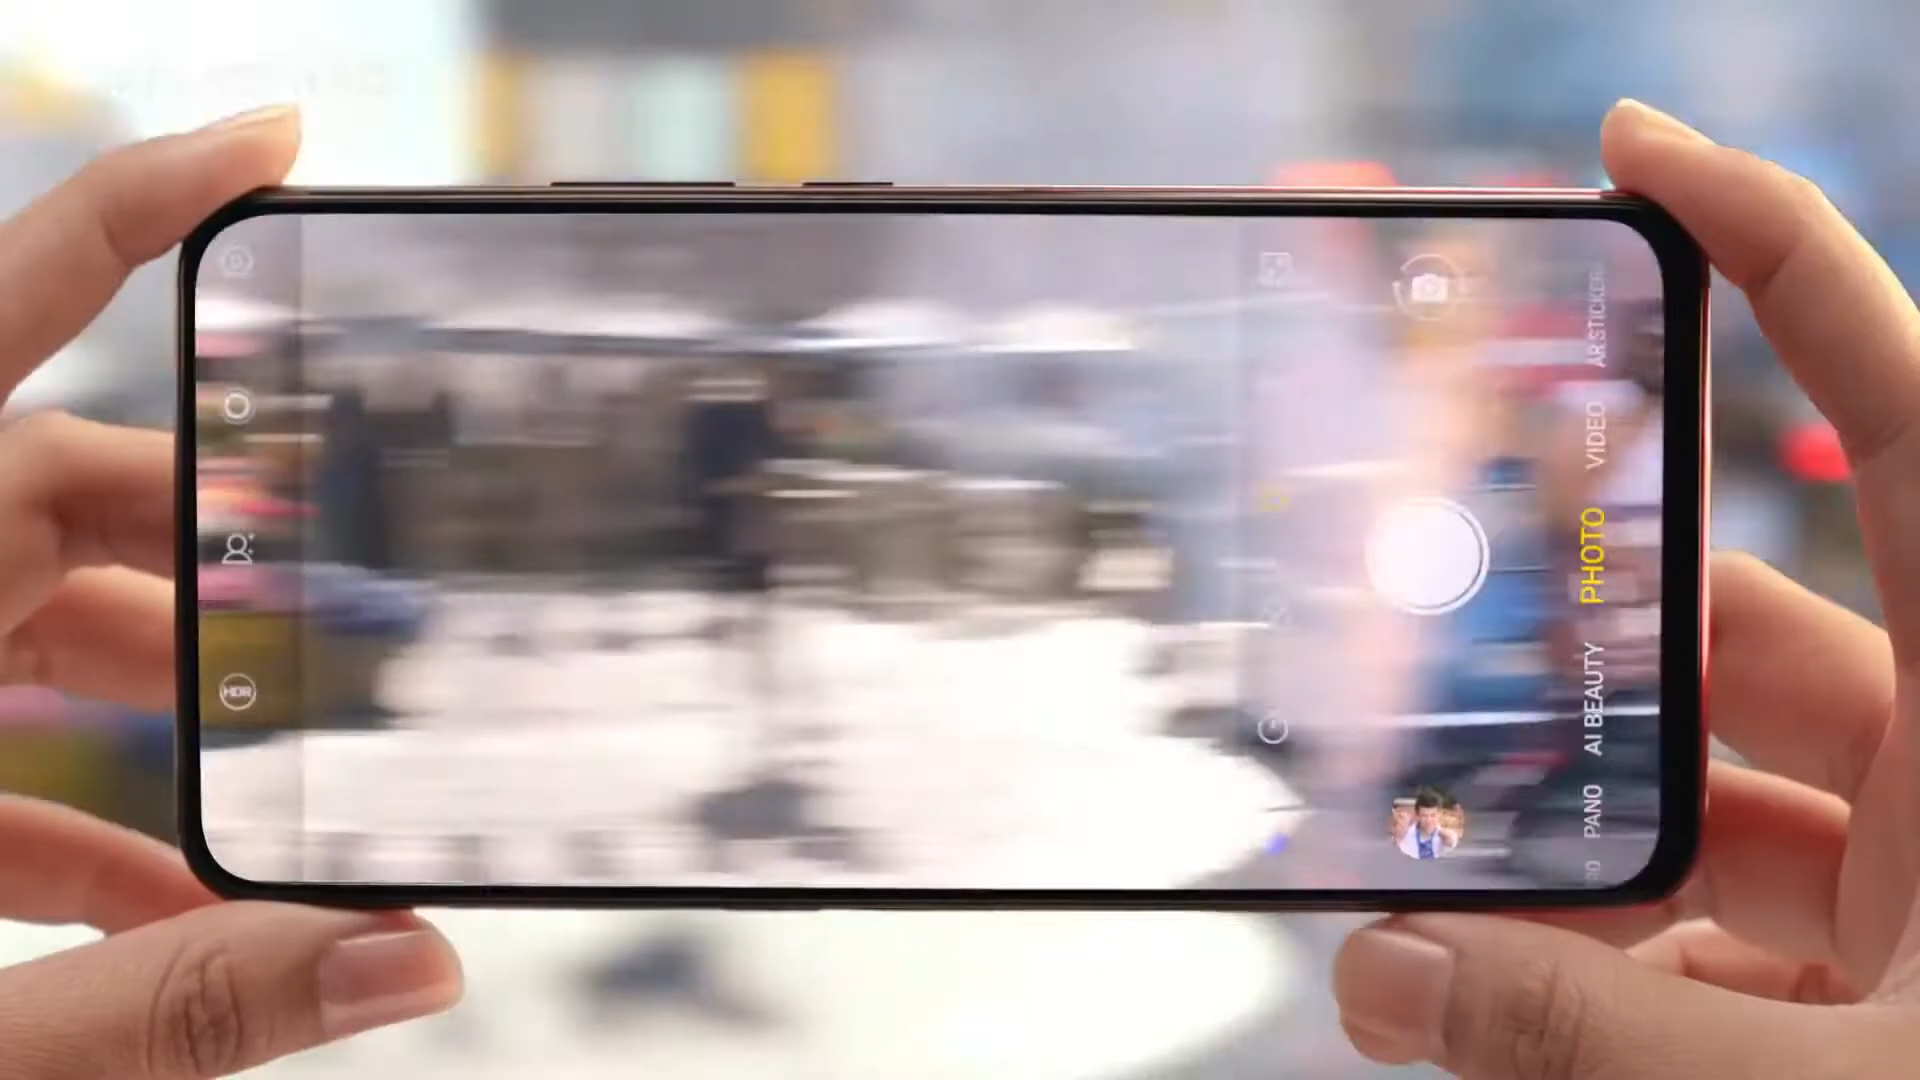 AR STICKER
VIDEO
PHOTO
AI BEAUTY
PANO
HDR